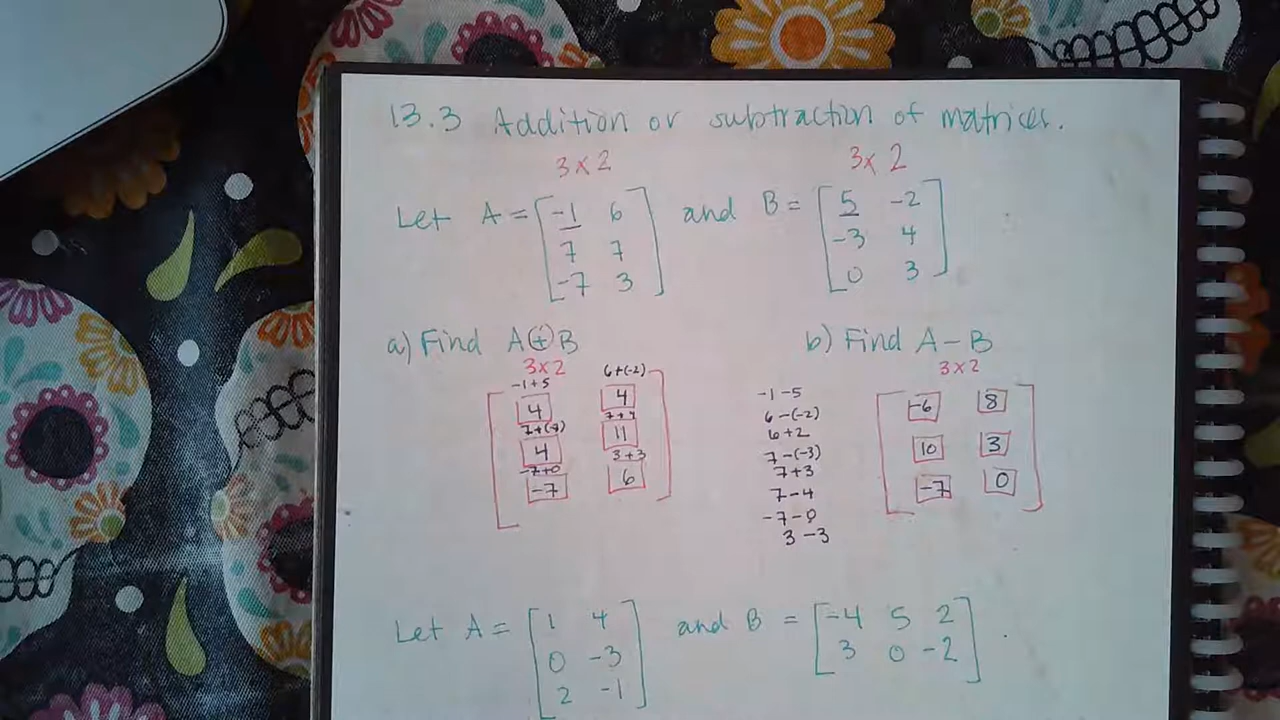 13.3 Addition or subtraction of matrices.
3x2 3x2
Let A = [-1 6 and B = [5 -2]
7 7 -3 4
-7 3] 0 3
a) Find A+B b) Find A-B
3x2 3x2
-1+5 6+(-2)
4 4
7+4
11
4
3+3
-7+0
-7 6
-1-5
6-(-2)
6+2
7-(-3)
7+3
7-4
-7-0
3-3
-6 8
10 3
-7 0
Let A = [1 4 and B = [-4 5 2
0 -3 3 0 -2]
2 -1]